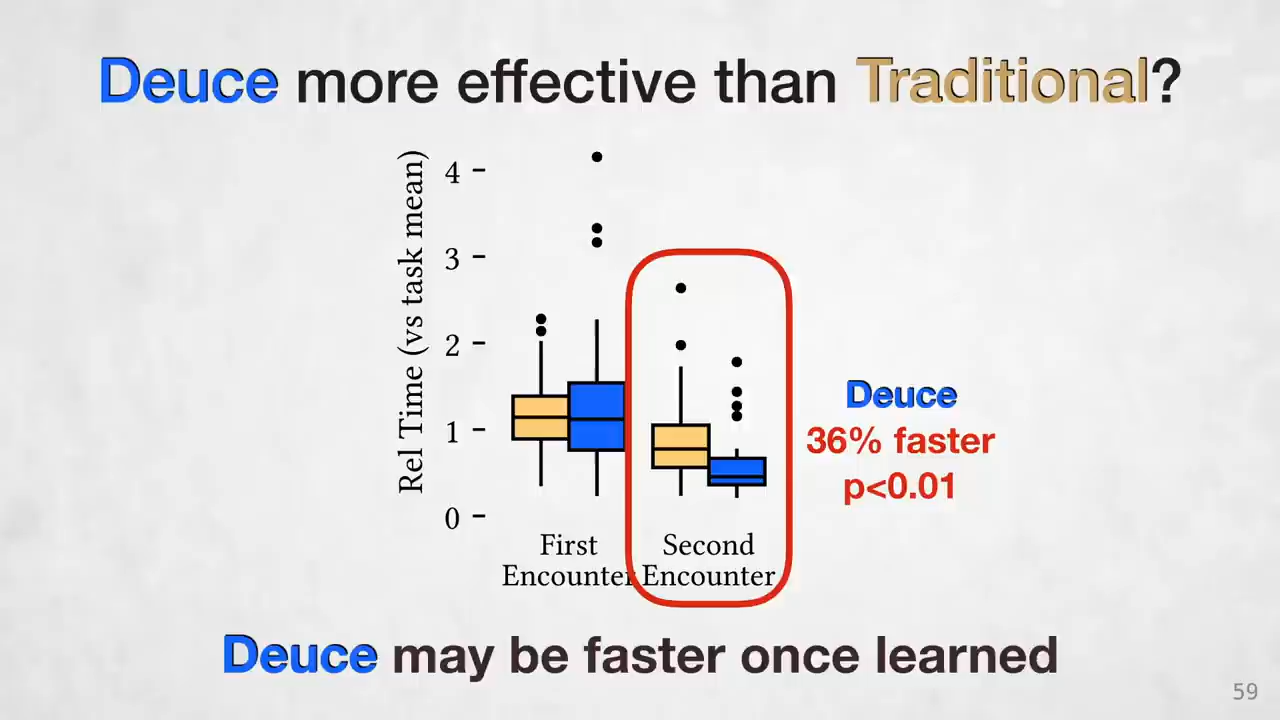 Deuce more effective than Traditional?
Rel Time (vs task mean)
4
3
2
1
0
First
Encounter
Second
Encounter
Deuce
36% faster
p<0.01
Deuce may be faster once learned
59